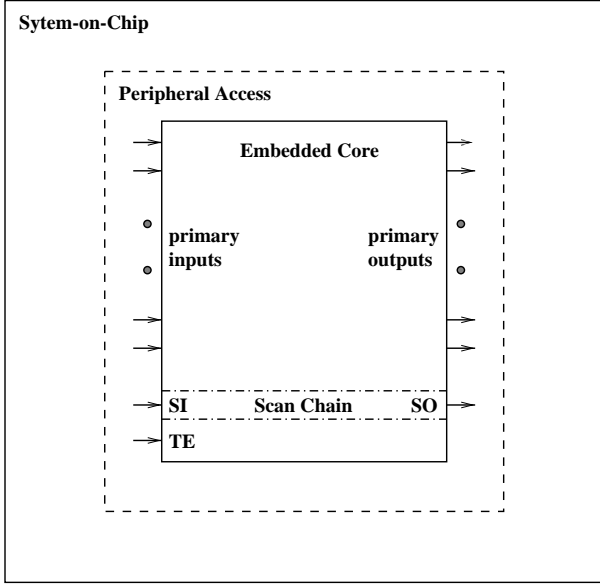 Sytem-on-Chip
Peripheral Access
Embedded Core
primary
inputs
primary
outputs
SI Scan Chain SO
TE